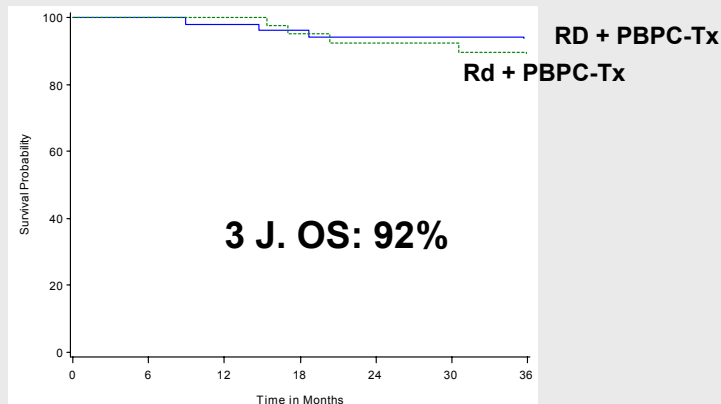 100
80
60
40
20
0
Survival Probability
RD + PBPC-Tx
Rd + PBPC-Tx
3 J. OS: 92%
0 6 12 18 24 30 36
Time in Months